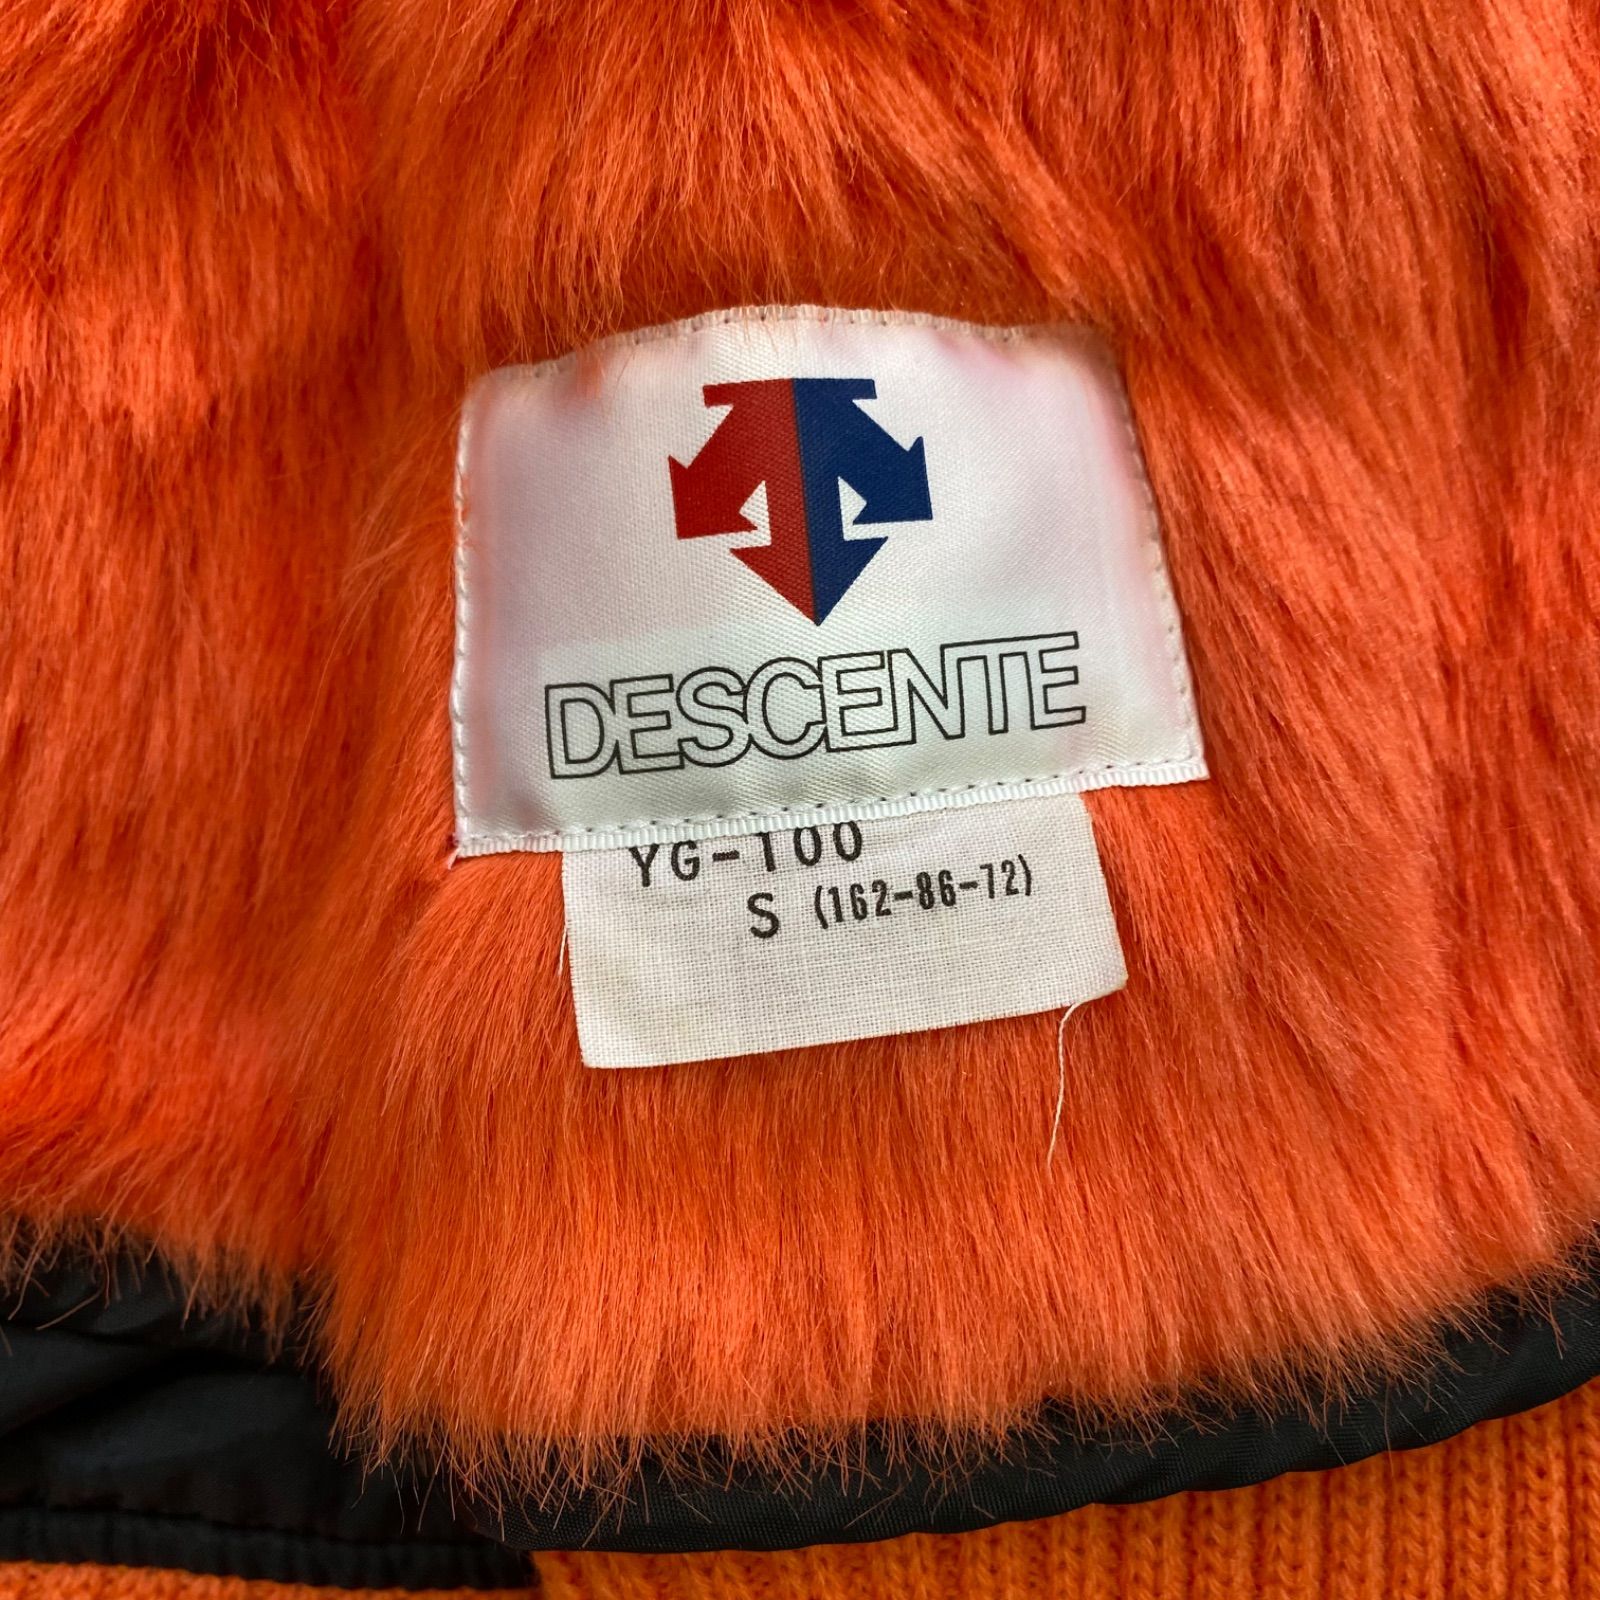 DESCENTE
YG-100
S (162-86-72)